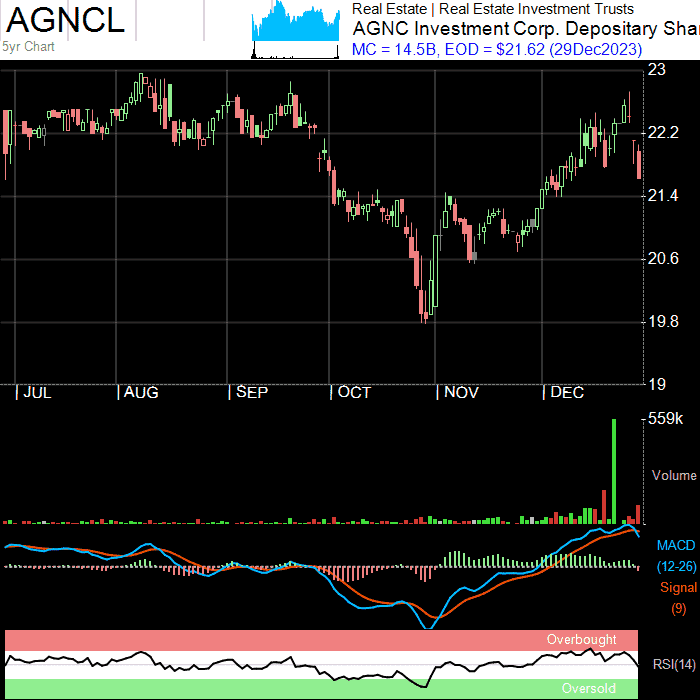 AGNCL
5yr Chart
Real Estate | Real Estate Investment Trusts
AGNC Investment Corp. Depositary Shar
MC = 14.5B, EOD = $21.62 (29Dec2023)
23
22.2
21.4
20.6
19.8
19
JUL AUG SEP OCT NOV DEC
559k
Volume
MACD
(12-26)
Signal
(9)
Overbought
RSI(14)
Oversold